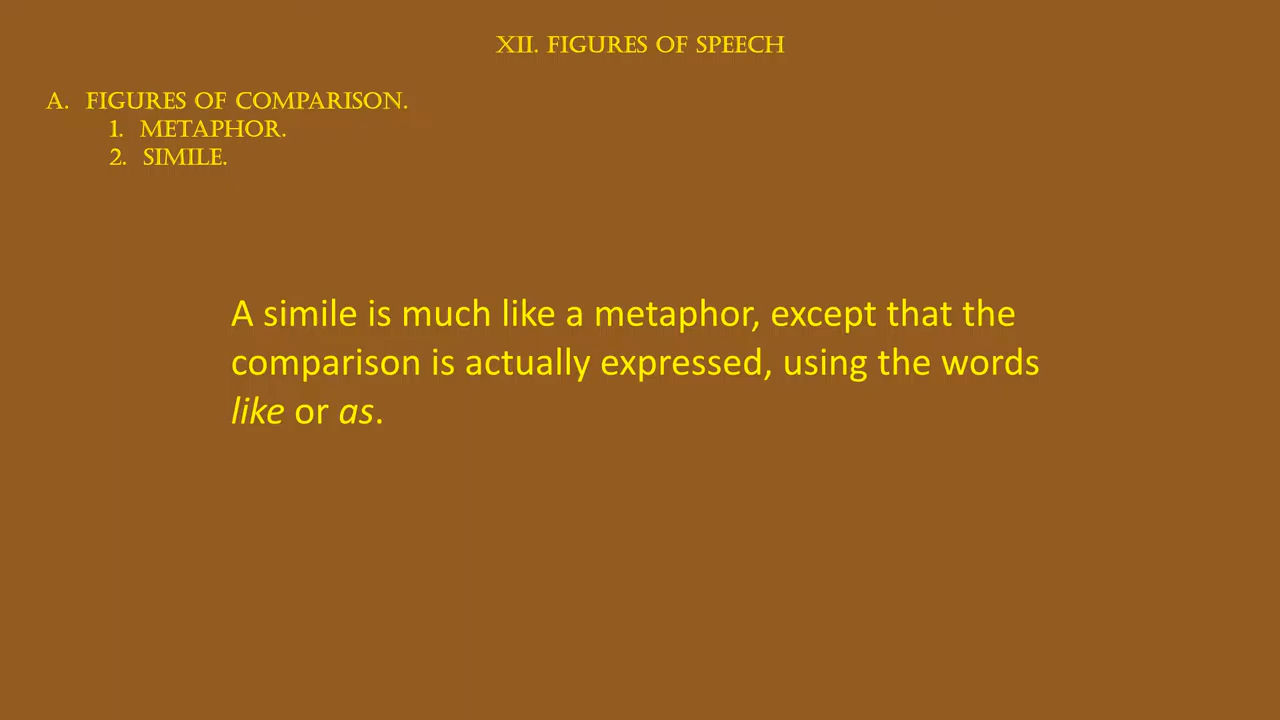 XII. FIGURES OF SPEECH
A. FIGURES OF COMPARISON.
1. METAPHOR.
2. SIMILE.
A simile is much like a metaphor, except that the
comparison is actually expressed, using the words
like or as.